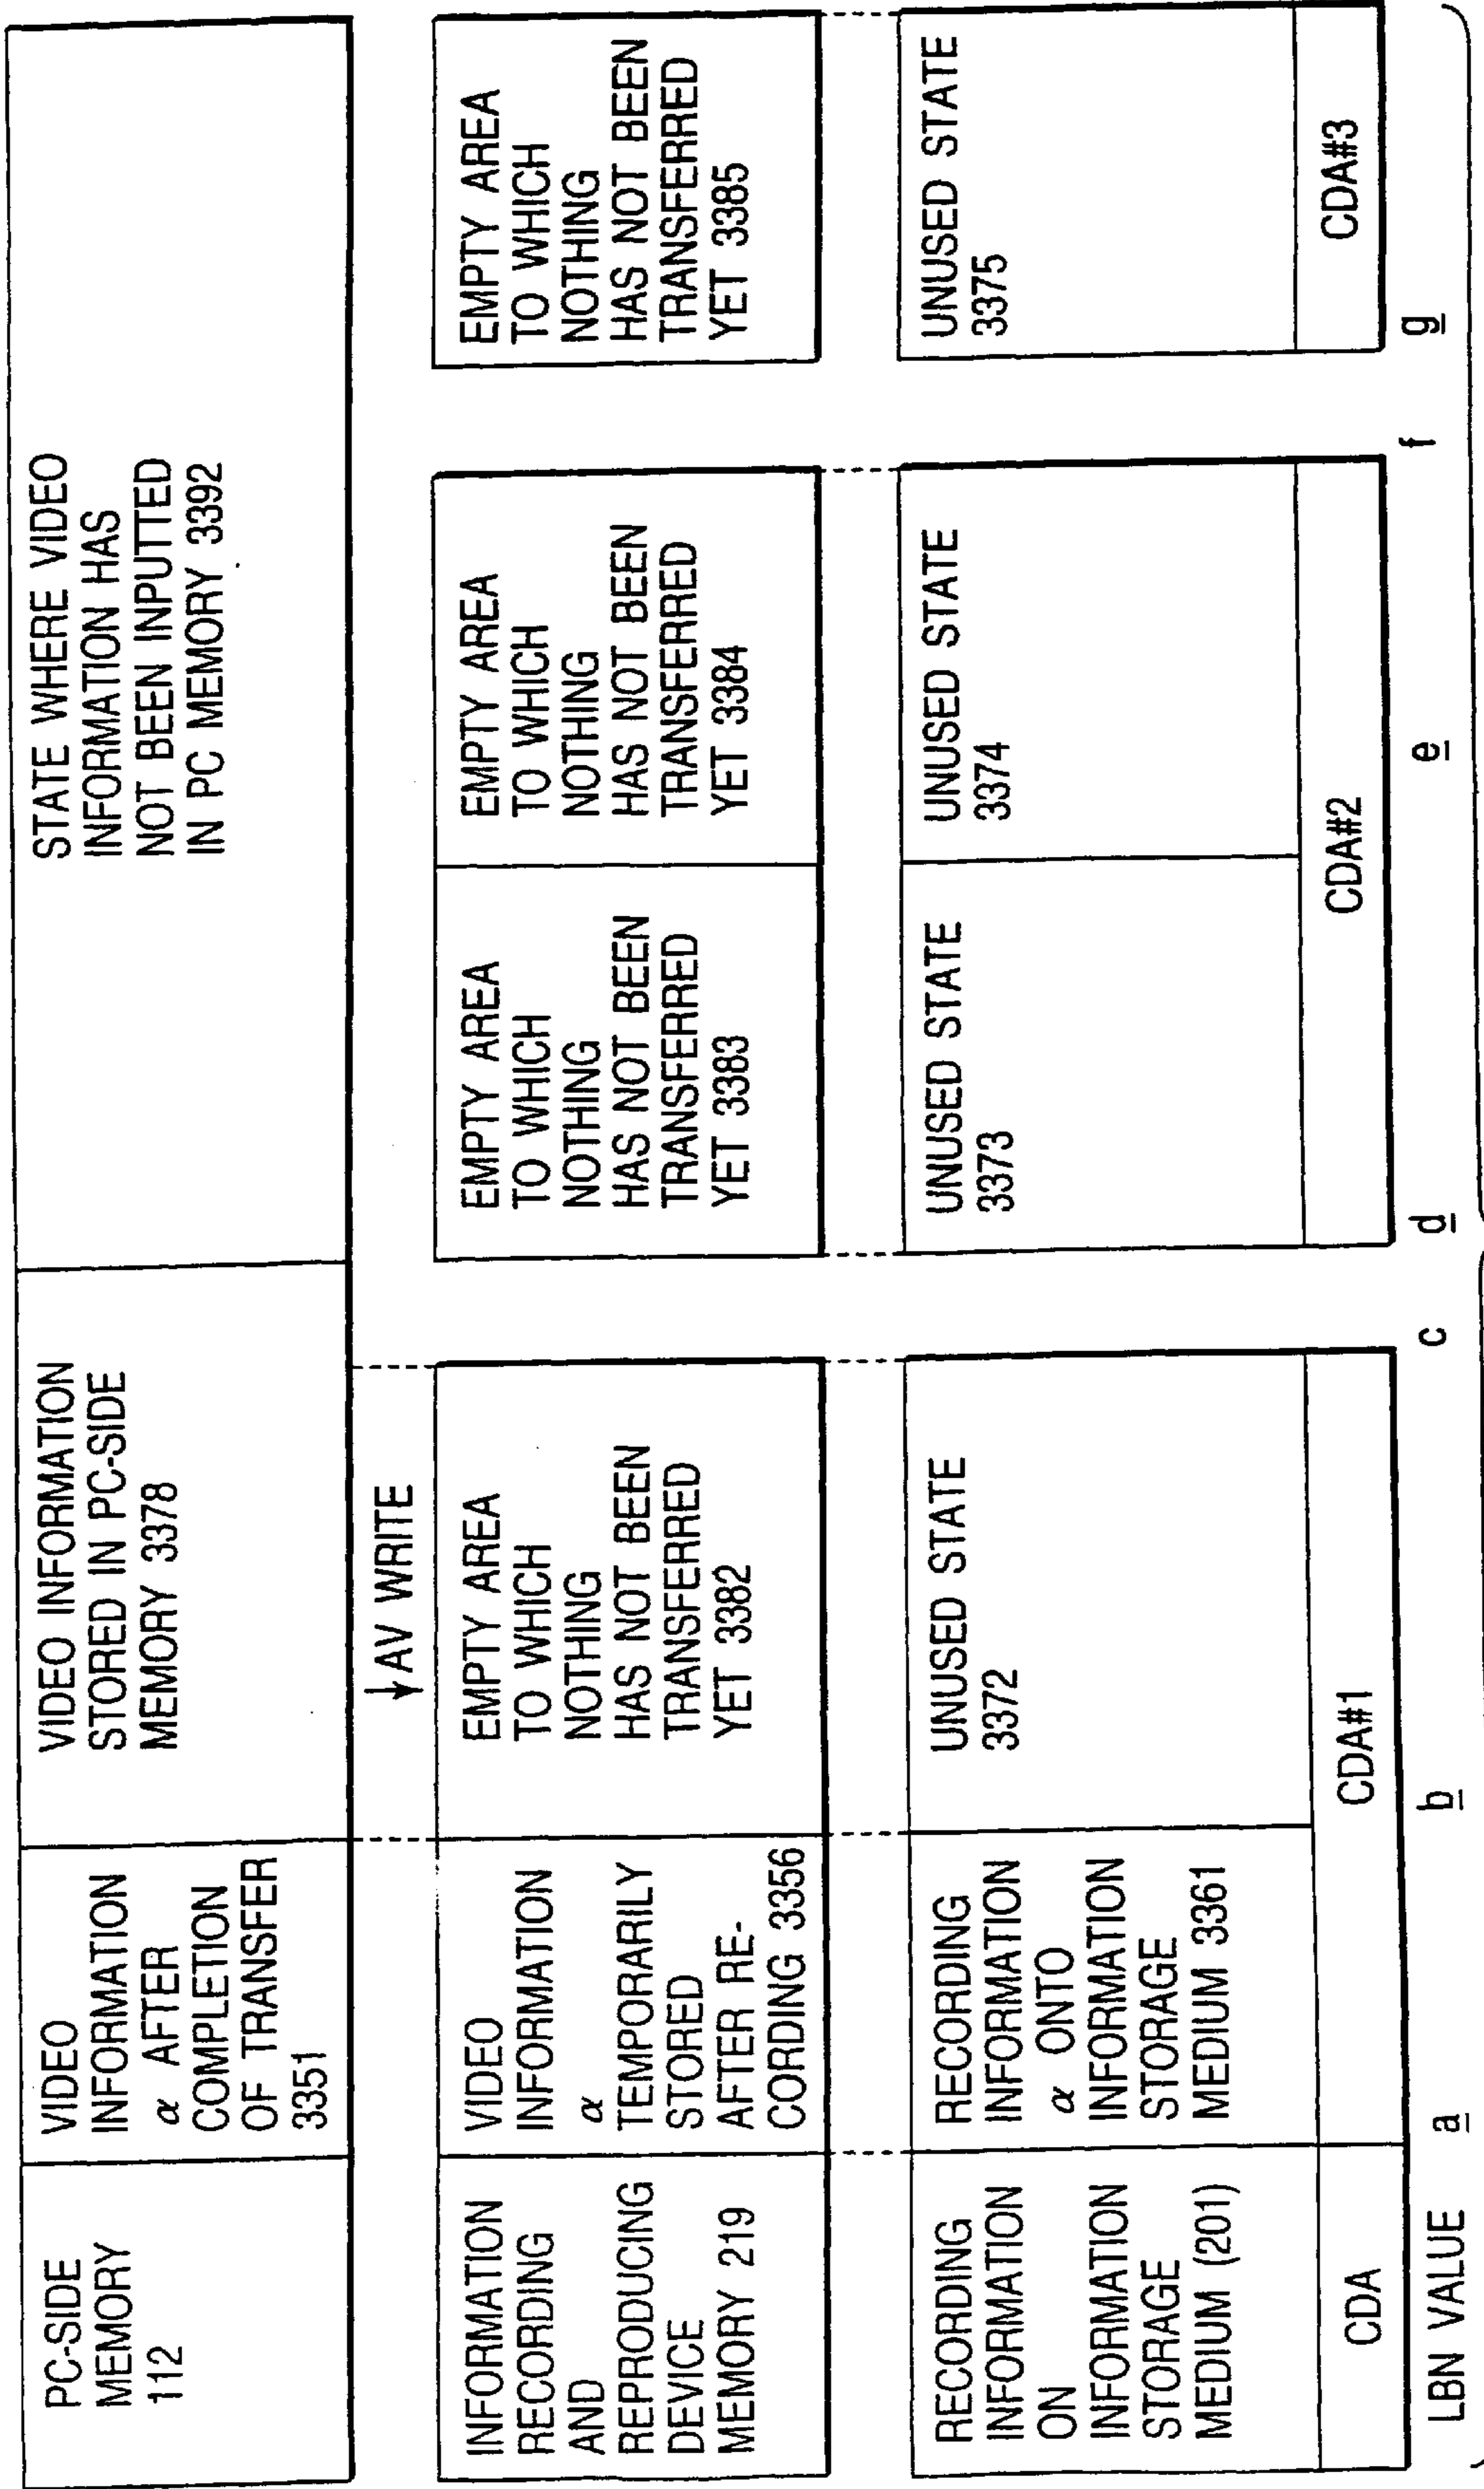 PC-SIDE
MEMORY
112
VIDEO
INFORMATION
α AFTER
COMPLETION
OF TRANSFER
3351
VIDEO INFORMATION
STORED IN PC-SIDE
MEMORY 3378
STATE WHERE VIDEO
INFORMATION HAS
NOT BEEN INPUTTED
IN PC MEMORY 3392
↓AV WRITE
INFORMATION
RECORDING
AND
REPRODUCING
DEVICE
MEMORY 219
VIDEO
INFORMATION
α
TEMPORARILY
STORED
AFTER RE-
CORDING 3356
EMPTY AREA
TO WHICH
NOTHING
HAS NOT BEEN
TRANSFERRED
YET 3382
EMPTY AREA
TO WHICH
NOTHING
HAS NOT BEEN
TRANSFERRED
YET 3383
EMPTY AREA
TO WHICH
NOTHING
HAS NOT BEEN
TRANSFERRED
YET 3384
EMPTY AREA
TO WHICH
NOTHING
HAS NOT BEEN
TRANSFERRED
YET 3385
RECORDING
INFORMATION
ON
INFORMATION
STORAGE
MEDIUM (201)
RECORDING
INFORMATION
α ONTO
INFORMATION
STORAGE
MEDIUM 3361
UNUSED STATE
3372
UNUSED STATE
3373
UNUSED STATE
3374
UNUSED STATE
3375
CDA
CDA#1
CDA#2
CDA#3
LBN VALUE a b c d e f g